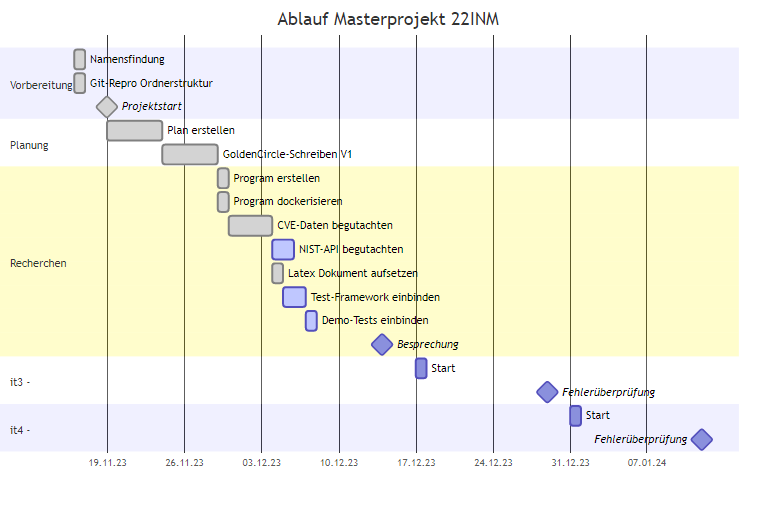 Ablauf Masterprojekt 22INM
Vorbereitung
Namensfindung
Git-Repro Ordnerstruktur
Projektstart
Planung
Plan erstellen
GoldenCircle-Schreiben V1
Recherchen
Program erstellen
Program dockerisieren
CVE-Daten begutachten
NIST-API begutachten
Latex Dokument aufsetzen
Test-Framework einbinden
Demo-Tests einbinden
Besprechung
it3 -
Start
Fehlerüberprüfung
it4 -
Start
Fehlerüberprüfung
19.11.23 26.11.23 03.12.23 10.12.23 17.12.23 24.12.23 31.12.23 07.01.24